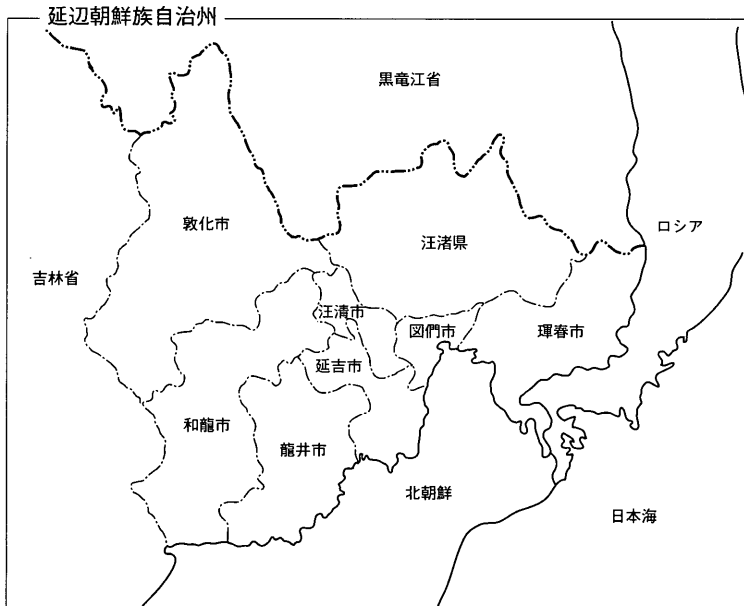 延辺朝鮮族自治州
黒竜江省
敦化市
汪渚県
ロシア
吉林省
汪清市
図們市
琿春市
延吉市
和龍市
龍井市
北朝鮮
日本海